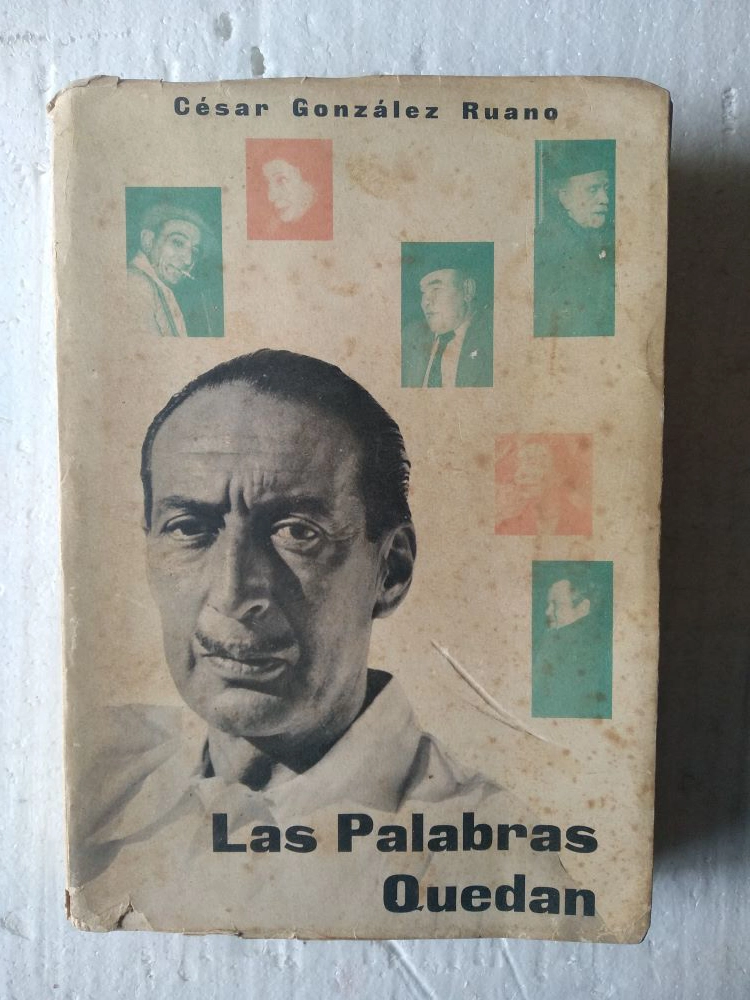 César González Ruano
Las Palabras
Quedan